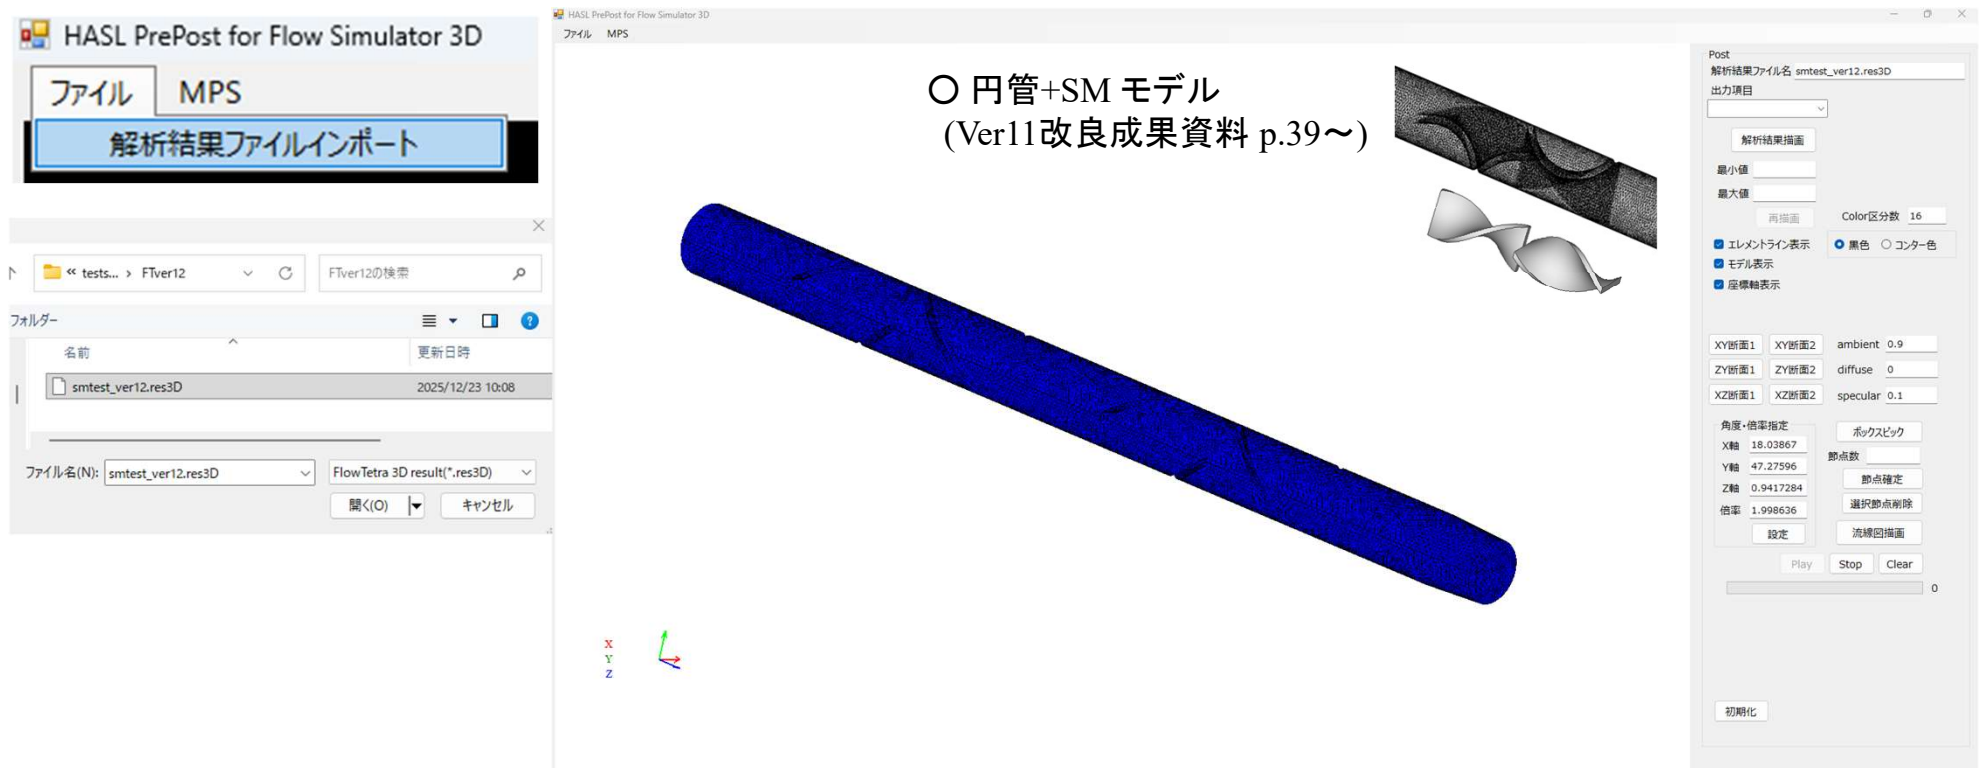 HASL PrePost for Flow Simulator 3D
ファイル MPS
解析結果ファイルインポート
« tests... › FTver12
FTver12の検索
フォルダー
名前 更新日時
smtest_ver12.res3D 2025/12/23 10:08
ファイル名(N): smtest_ver12.res3D FlowTetra 3D result(*.res3D)
開く(O) キャンセル
HASL PrePost for Flow Simulator 3D
ファイル MPS
〇 円管+SM モデル
(Ver11改良成果資料 p.39～)
X
Y
Z
Post
解析結果ファイル名 smtest_ver12.res3D
出力項目
解析結果描画
最小値
最大値
再描画 Color区分数 16
エレメントライン表示 黒色 コンター色
モデル表示
座標軸表示
XY断面1 XY断面2 ambient 0.9
ZY断面1 ZY断面2 diffuse 0
XZ断面1 XZ断面2 specular 0.1
角度・倍率指定 ボックスピック
X軸 18.03867
節点数
Y軸 47.27596
節点確定
Z軸 0.9417284
選択節点削除
倍率 1.998636
設定 流線図描画
Play Stop Clear
0
初期化